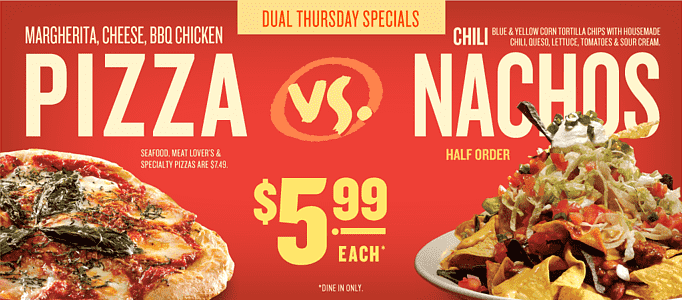 DUAL THURSDAY SPECIALS
MARGHERITA, CHEESE, BBQ CHICKEN
PIZZA
SEAFOOD, MEAT LOVER'S &
SPECIALTY PIZZAS ARE $7.49.
VS.
CHILI
BLUE & YELLOW CORN TORTILLA CHIPS WITH HOUSEMADE
CHILI, QUESO, LETTUCE, TOMATOES & SOUR CREAM.
NACHOS
HALF ORDER
$5.99
EACH*
*DINE IN ONLY.